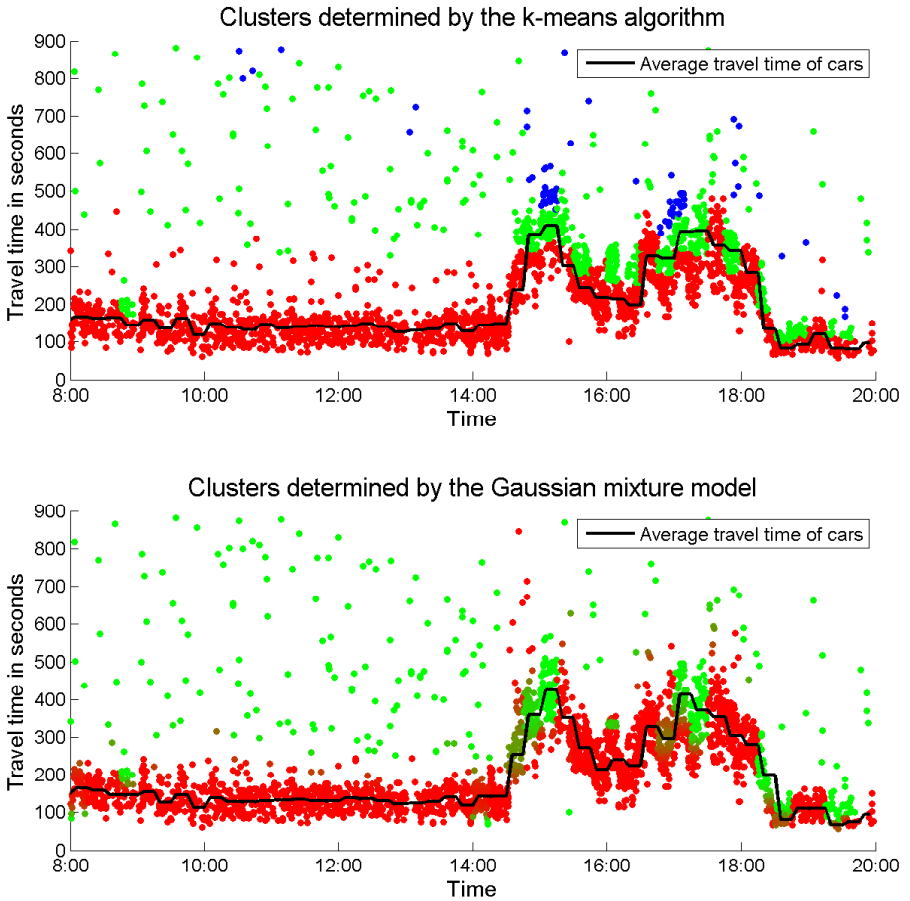 Clusters determined by the k-means algorithm
Average travel time of cars
Travel time in seconds
900
800
700
600
500
400
300
200
100
0
8:00 10:00 12:00 14:00 16:00 18:00 20:00
Time
Clusters determined by the Gaussian mixture model
Average travel time of cars
Travel time in seconds
900
800
700
600
500
400
300
200
100
0
8:00 10:00 12:00 14:00 16:00 18:00 20:00
Time